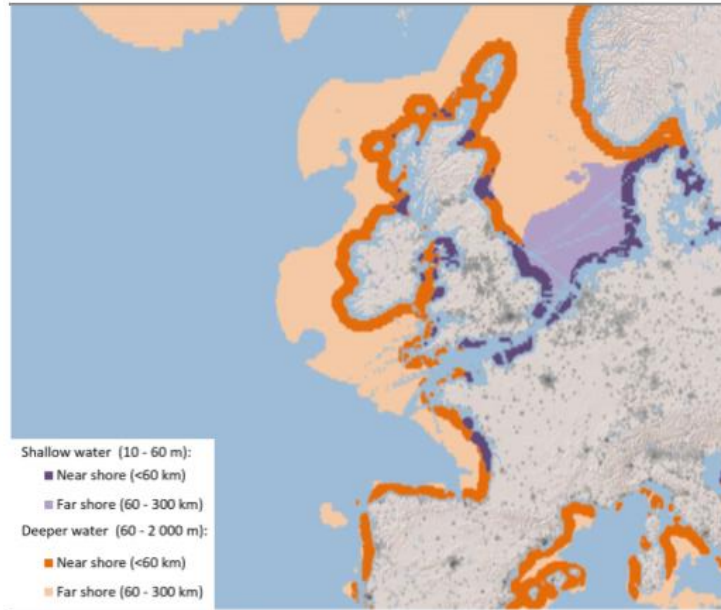 Shallow water (10 - 60 m):
Near shore (<60 km)
Far shore (60 - 300 km)
Deeper water (60 - 2 000 m):
Near shore (<60 km)
Far shore (60 - 300 km)